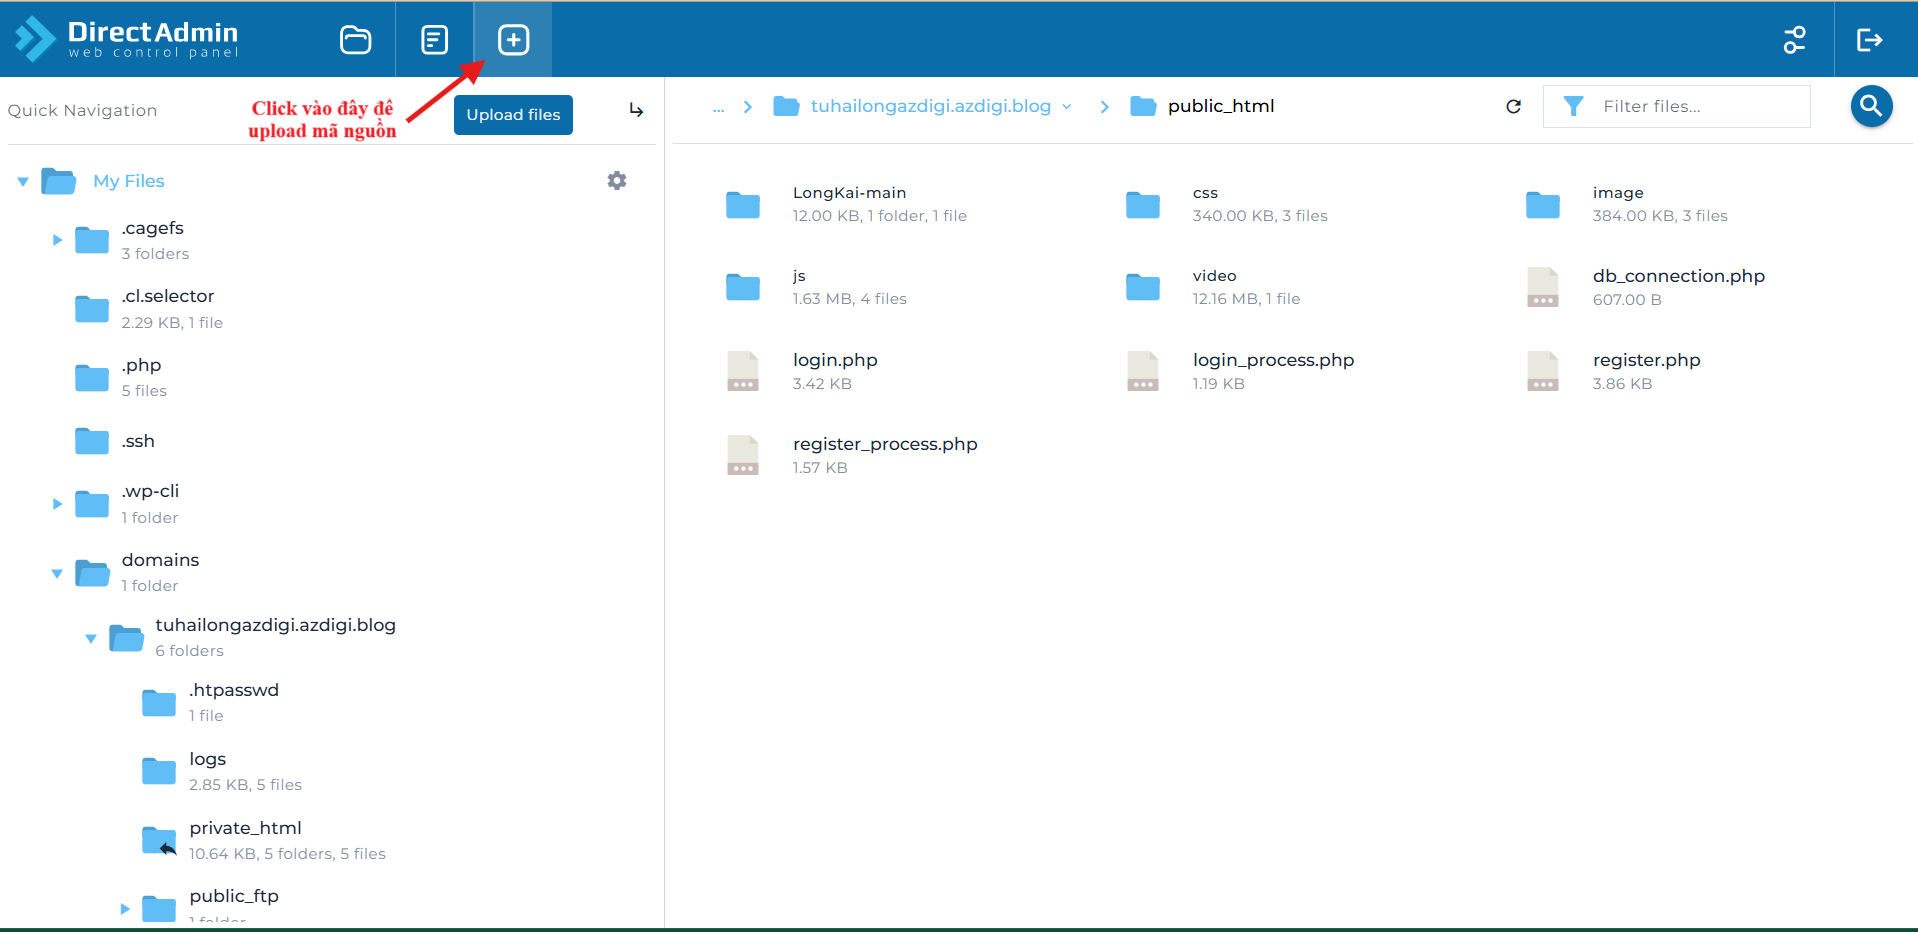 DirectAdmin
web control panel
Click vào đây để
upload mã nguồn
Upload files
Quick Navigation
My Files
.cagefs
3 folders
.cl.selector
2.29 KB, 1 file
.php
5 files
.ssh
.wp-cli
1 folder
domains
1 folder
tuhailongazdigi.azdigi.blog
6 folders
.htpasswd
1 file
logs
2.85 KB, 5 files
private_html
10.64 KB, 5 folders, 5 files
public_ftp
1 folder
... tuhailongazdigi.azdigi.blog public_html
Filter files...
LongKai-main
12.00 KB, 1 folder, 1 file
css
340.00 KB, 3 files
image
384.00 KB, 3 files
js
1.63 MB, 4 files
video
12.16 MB, 1 file
db_connection.php
607.00 B
login.php
3.42 KB
login_process.php
1.19 KB
register.php
3.86 KB
register_process.php
1.57 KB